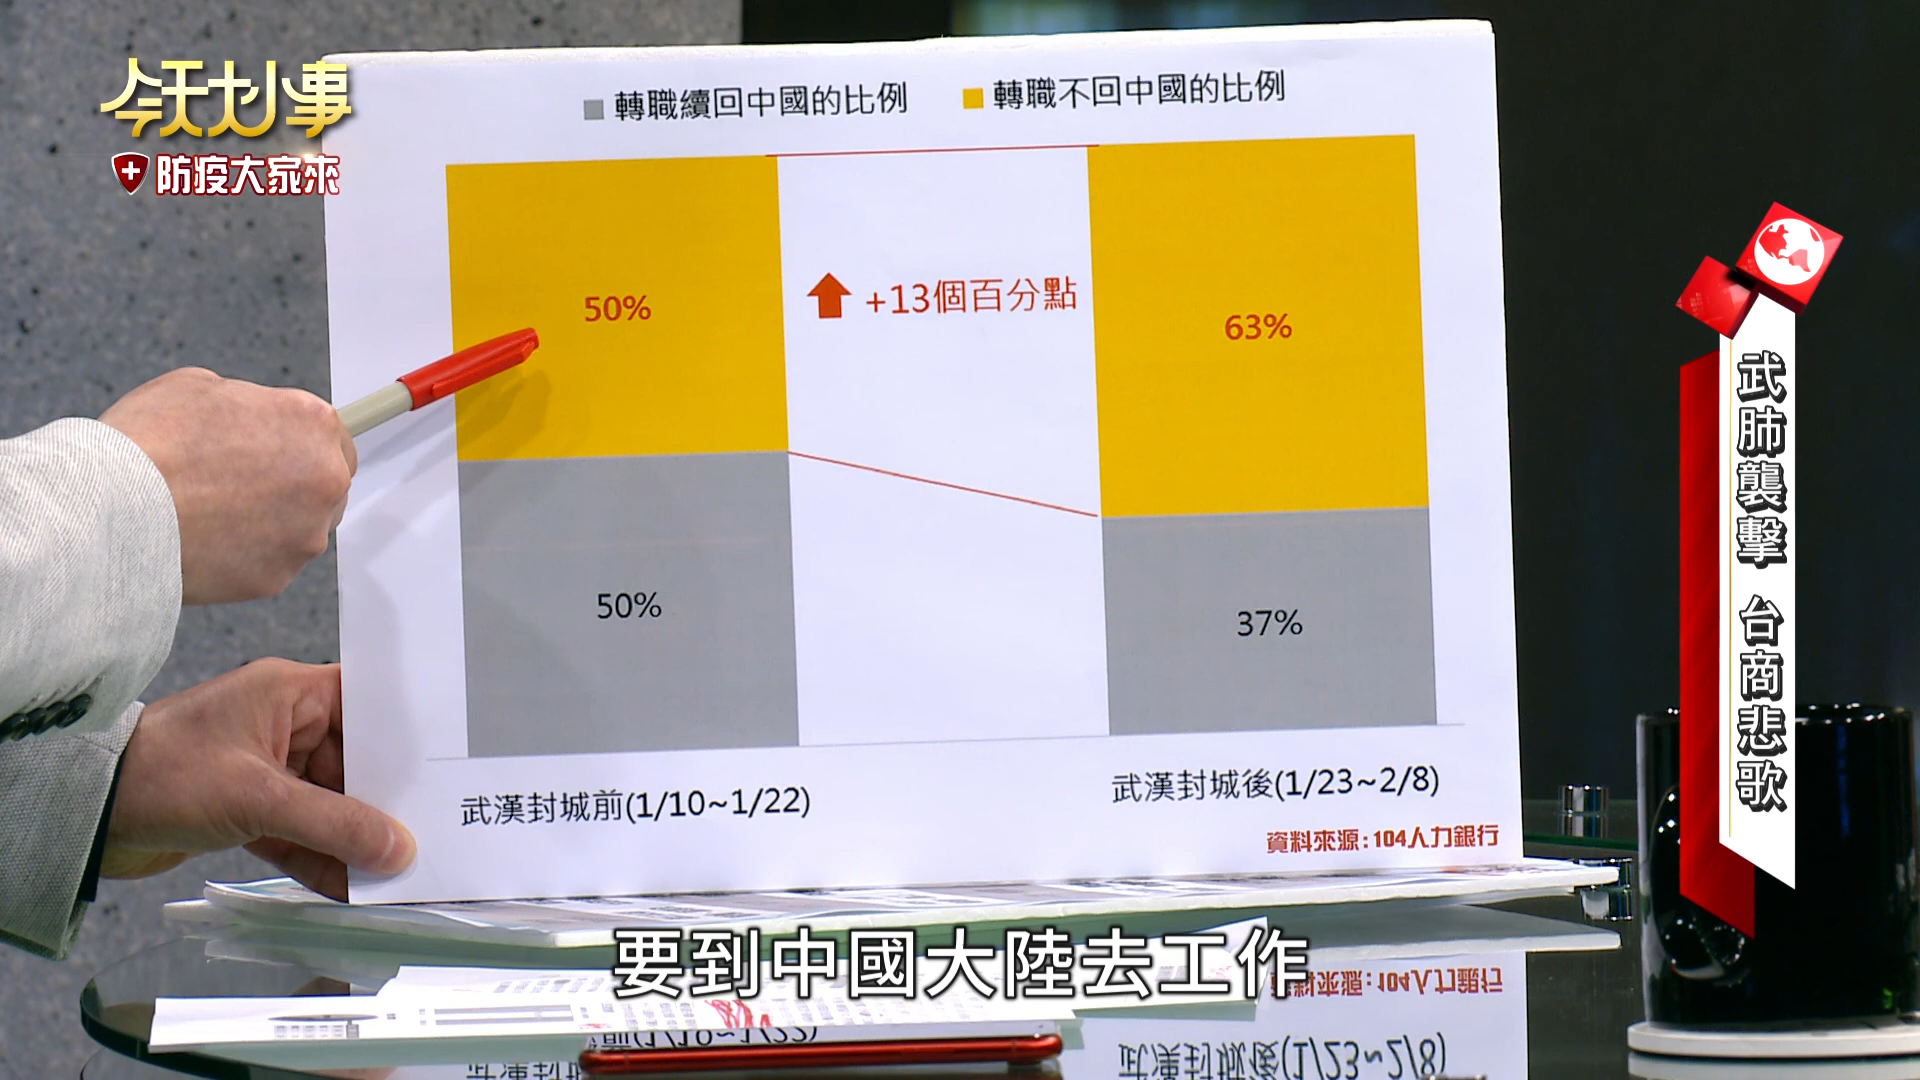 今天大小事
防疫大家來
轉職續回中國的比例
轉職不回中國的比例
50%
+13個百分點
63%
50%
37%
武漢封城前(1/10~1/22)
武漢封城後(1/23~2/8)
資料來源:104人力銀行
武肺襲擊 台商悲歌
要到中國大陸去工作